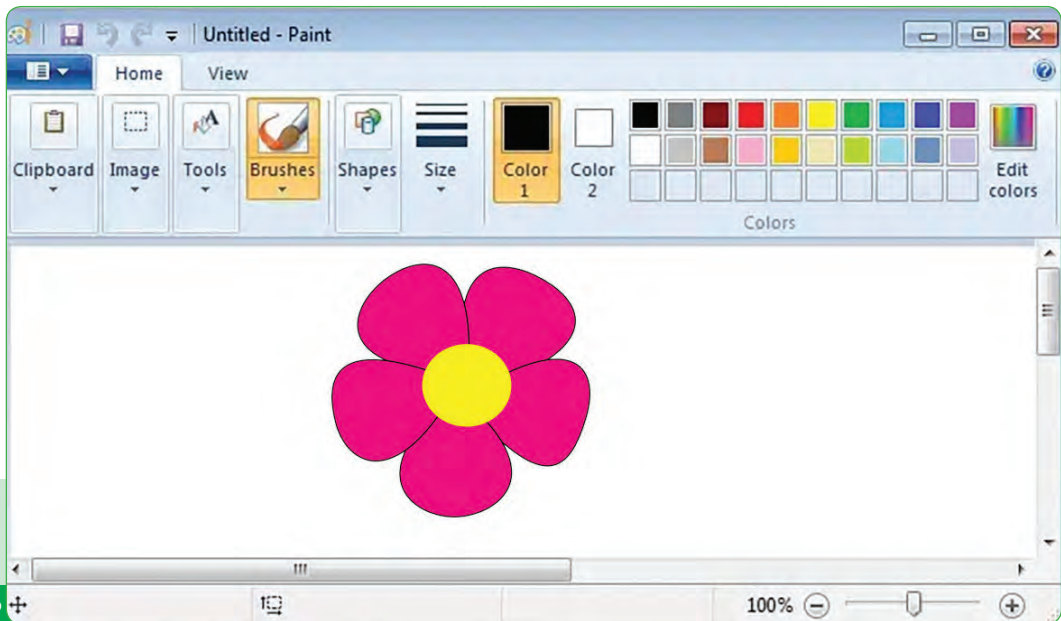 Untitled - Paint
Home View
Clipboard Image Tools Brushes Shapes Size Color 1 Color 2 Edit colors
Colors
100%